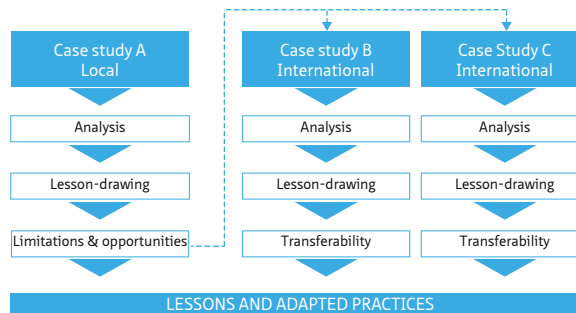 Case study A
Local
Analysis
Lesson-drawing
Limitations & opportunities
Case study B
International
Analysis
Lesson-drawing
Transferability
Case Study C
International
Analysis
Lesson-drawing
Transferability
LESSONS AND ADAPTED PRACTICES